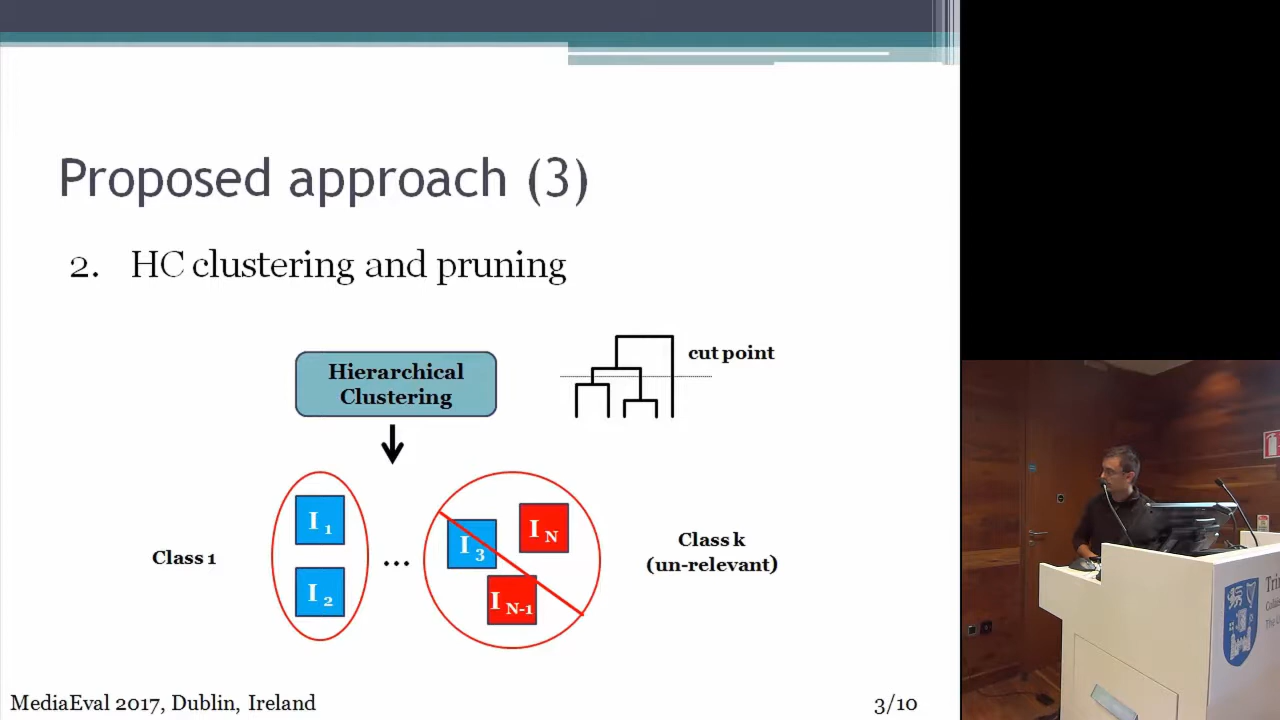 Proposed approach (3)
2. HC clustering and pruning
Hierarchical
Clustering
cut point
Class 1
I 1
I 2
...
I 3
I N
I N-1
Class k
(un-relevant)
MediaEval 2017, Dublin, Ireland
3/10